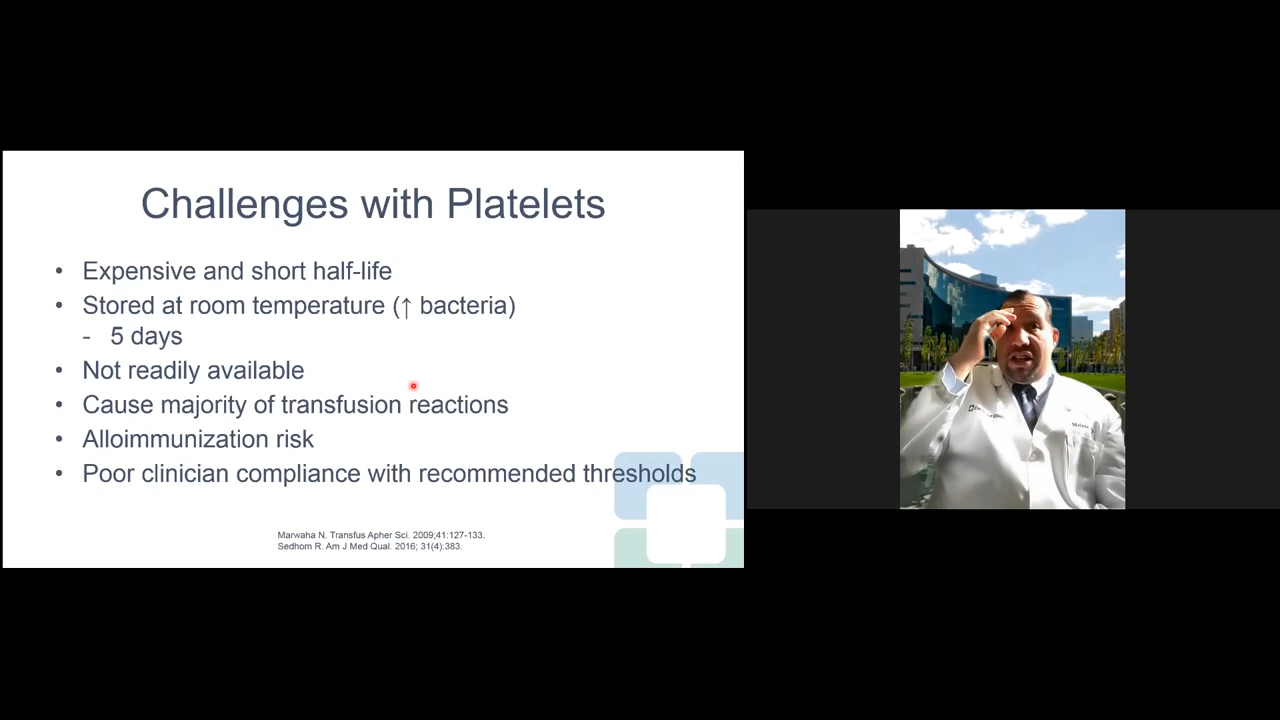 Challenges with Platelets
• Expensive and short half-life
• Stored at room temperature (↑ bacteria)
- 5 days
• Not readily available
• Cause majority of transfusion reactions
• Alloimmunization risk
• Poor clinician compliance with recommended thresholds
Marwaha N. Transfus Apher Sci. 2009;41:127-133.
Sedhom R. Am J Med Qual. 2016; 31(4):383.